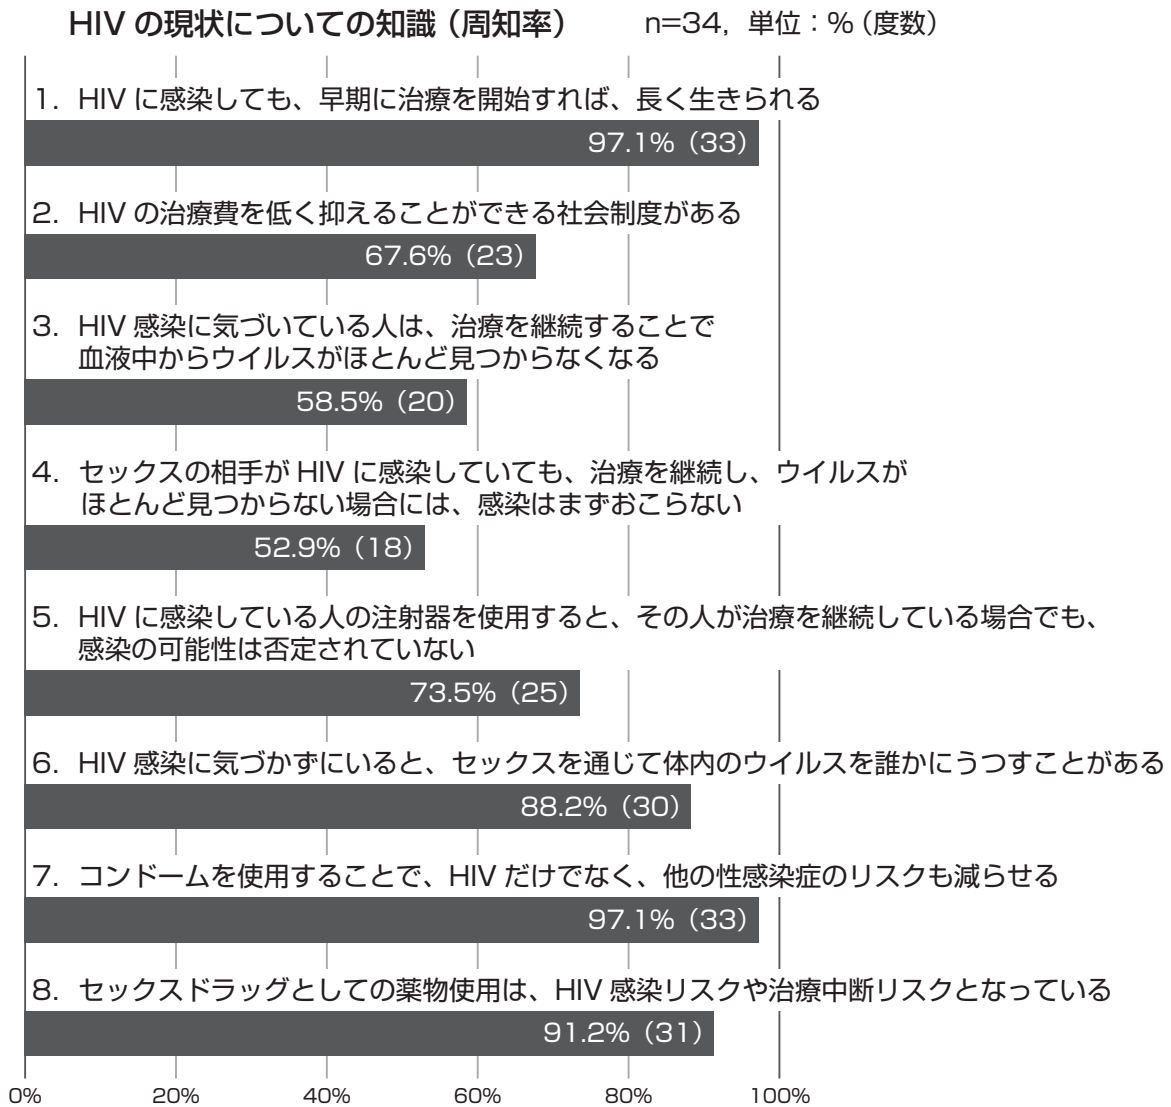 HIV の現状についての知識（周知率）　n=34，単位：％（度数）
1. HIV に感染しても、早期に治療を開始すれば、長く生きられる
97.1%（33）
2. HIV の治療費を低く抑えることができる社会制度がある
67.6%（23）
3. HIV 感染に気づいている人は、治療を継続することで
血液中からウイルスがほとんど見つからなくなる
58.5%（20）
4. セックスの相手が HIV に感染していても、治療を継続し、ウイルスが
ほとんど見つからない場合には、感染はまずおこらない
52.9%（18）
5. HIV に感染している人の注射器を使用すると、その人が治療を継続している場合でも、
感染の可能性は否定されていない
73.5%（25）
6. HIV 感染に気づかずにいると、セックスを通じて体内のウイルスを誰かにうつすことがある
88.2%（30）
7. コンドームを使用することで、HIV だけでなく、他の性感染症のリスクも減らせる
97.1%（33）
8. セックスドラッグとしての薬物使用は、HIV 感染リスクや治療中断リスクとなっている
91.2%（31）
0% 20% 40% 60% 80% 100%